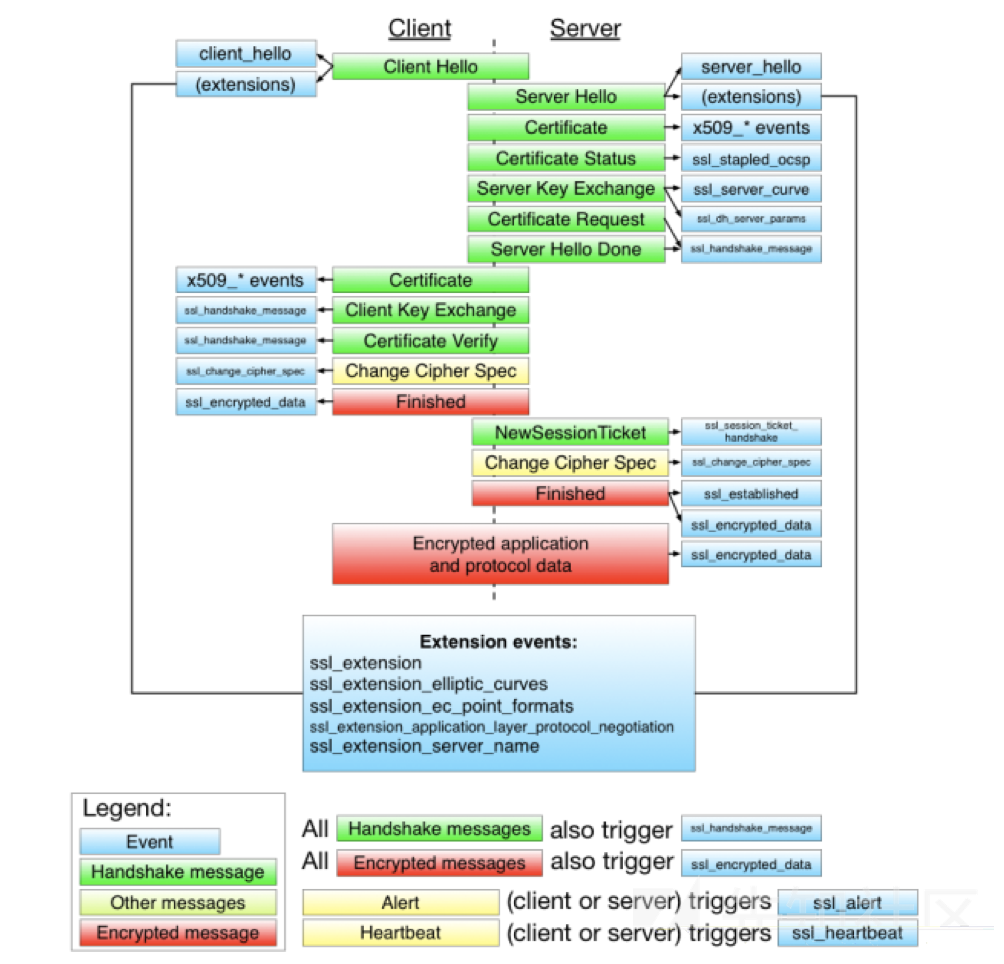 Client
Server
client_hello
Client Hello
server_hello
(extensions)
Server Hello
(extensions)
Certificate
x509_* events
Certificate Status
ssl_stapled_ocsp
Server Key Exchange
ssl_server_curve
Certificate Request
ssl_dh_server_params
Server Hello Done
ssl_handshake_message
x509_* events
Certificate
ssl_handshake_message
Client Key Exchange
ssl_handshake_message
Certificate Verify
ssl_change_cipher_spec
Change Cipher Spec
ssl_encrypted_data
Finished
NewSessionTicket
ssl_session_ticket_
handshake
Change Cipher Spec
ssl_change_cipher_spec
Finished
ssl_established
ssl_encrypted_data
Encrypted application
and protocol data
ssl_encrypted_data
Extension events:
ssl_extension
ssl_extension_elliptic_curves
ssl_extension_ec_point_formats
ssl_extension_application_layer_protocol_negotiation
ssl_extension_server_name
Legend:
Event
Handshake message
Other messages
Encrypted message
All Handshake messages also trigger ssl_handshake_message
All Encrypted messages also trigger ssl_encrypted_data
Alert (client or server) triggers ssl_alert
Heartbeat (client or server) triggers ssl_heartbeat